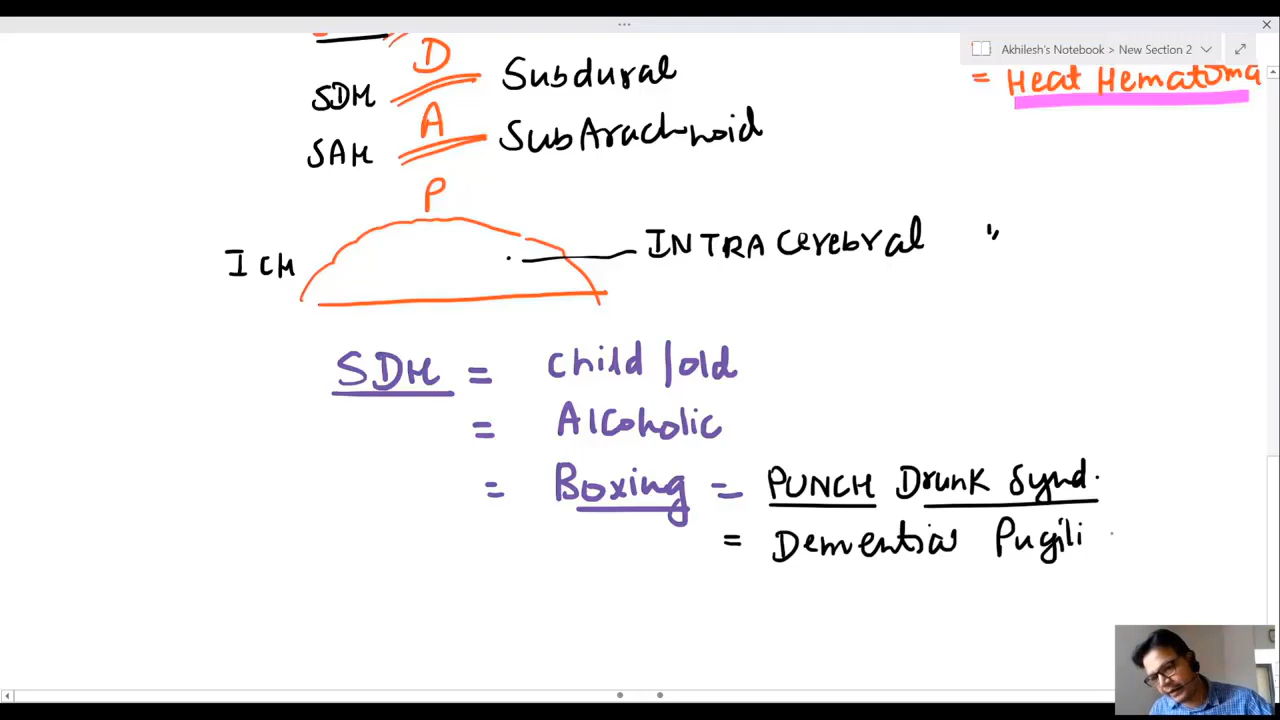 Akhilesh's Notebook > New Section 2
= Heat Hematoma
D
SDH Subdural
A
SAH SubArachnoid
P
ICH INTRA Cerebral "
SDH = Child/old
= Alcoholic
= Boxing = PUNCH Drunk Synd.
= Dementia Pugili